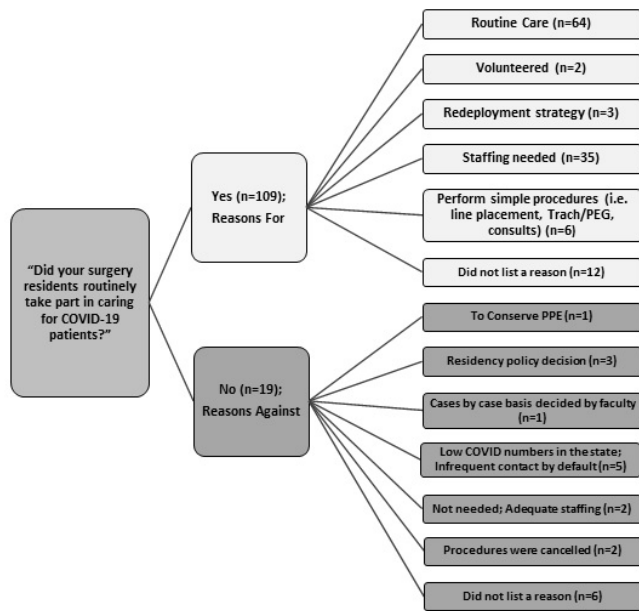 "Did your surgery
residents routinely
take part in caring
for COVID-19
patients?"
Yes (n=109);
Reasons For
Routine Care (n=64)
Volunteered (n=2)
Redeployment strategy (n=3)
Staffing needed (n=35)
Perform simple procedures (i.e.
line placement, Trach/PEG,
consults) (n=6)
Did not list a reason (n=12)
No (n=19);
Reasons Against
To Conserve PPE (n=1)
Residency policy decision (n=3)
Cases by case basis decided by faculty
(n=1)
Low COVID numbers in the state;
Infrequent contact by default (n=5)
Not needed; Adequate staffing (n=2)
Procedures were cancelled (n=2)
Did not list a reason (n=6)